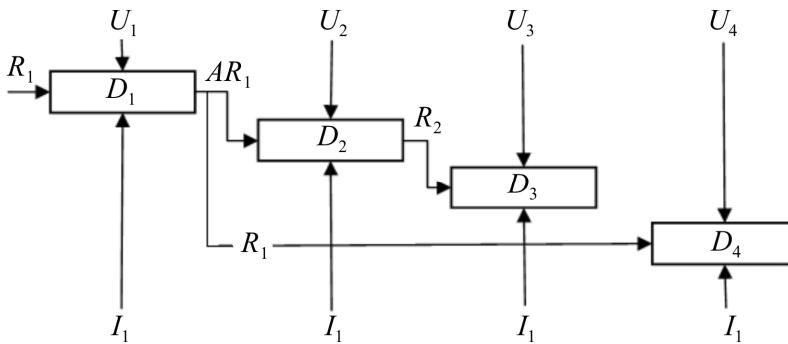 U₁ U₂ U₃ U₄
R₁ D₁ AR₁
D₂ R₂
D₃
R₁ D₄
I₁ I₁ I₁ I₁